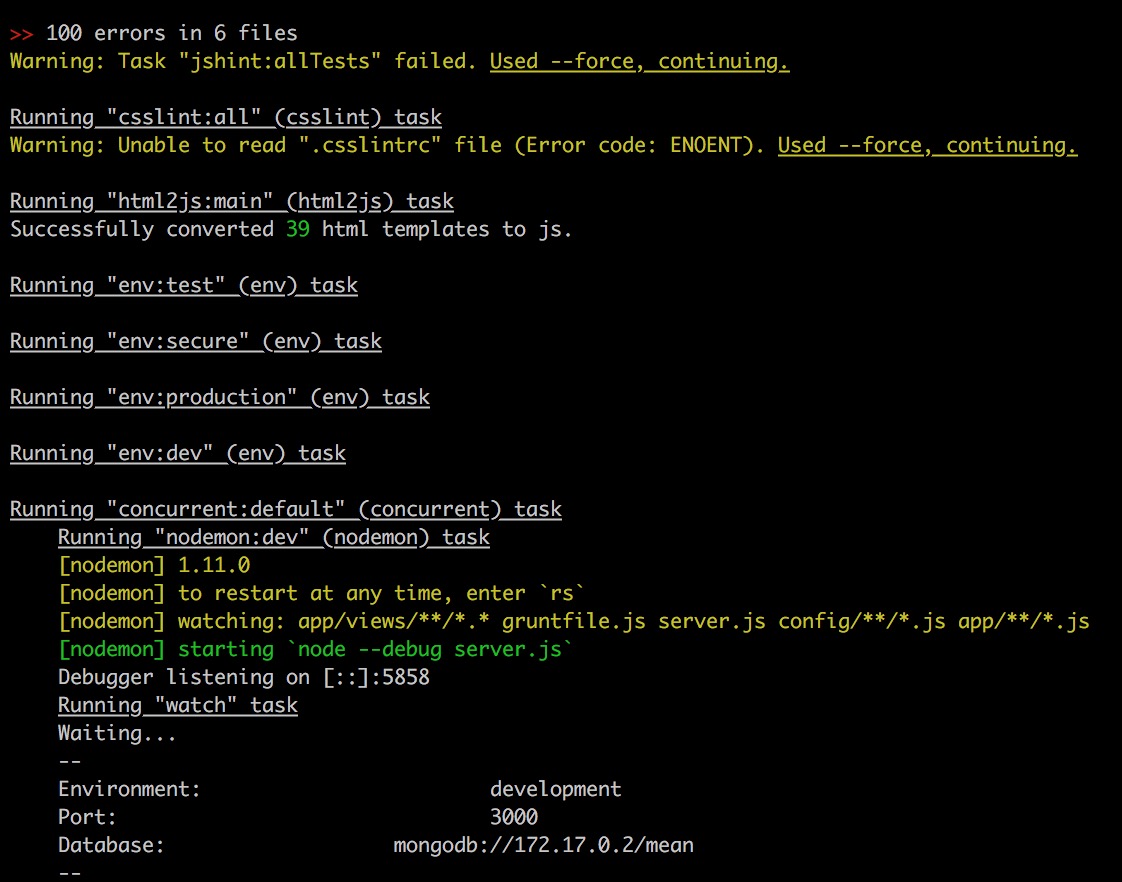 >> 100 errors in 6 files
Warning: Task "jshint:allTests" failed. Used --force, continuing.
Running "csslint:all" (csslint) task
Warning: Unable to read ".csslintrc" file (Error code: ENOENT). Used --force, continuing.
Running "html2js:main" (html2js) task
Successfully converted 39 html templates to js.
Running "env:test" (env) task
Running "env:secure" (env) task
Running "env:production" (env) task
Running "env:dev" (env) task
Running "concurrent:default" (concurrent) task
Running "nodemon:dev" (nodemon) task
[nodemon] 1.11.0
[nodemon] to restart at any time, enter `rs`
[nodemon] watching: app/views/**/*.* gruntfile.js server.js config/**/*.js app/**/*.js
[nodemon] starting `node --debug server.js`
Debugger listening on [::]:5858
Running "watch" task
Waiting...
--
Environment: development
Port: 3000
Database: mongodb://172.17.0.2/mean
--